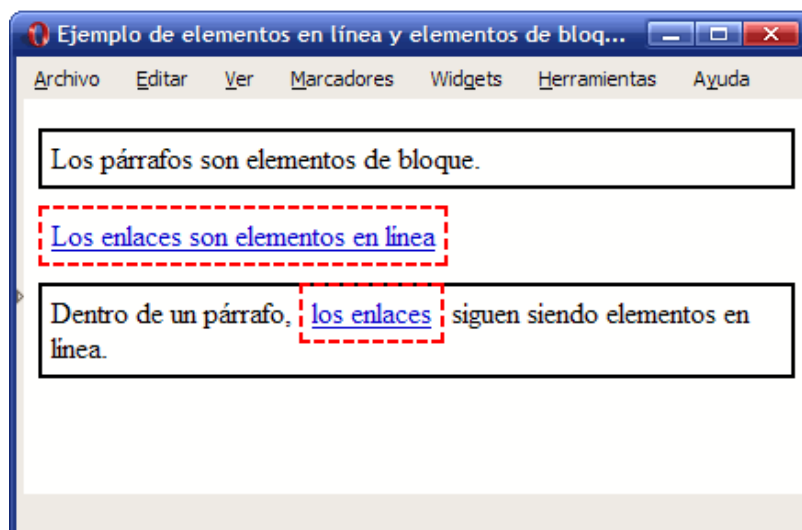 Ejemplo de elementos en línea y elementos de bloq...
Archivo Editar Ver Marcadores Widgets Herramientas Ayuda
Los párrafos son elementos de bloque.
Los enlaces son elementos en línea
Dentro de un párrafo, los enlaces siguen siendo elementos en
línea.